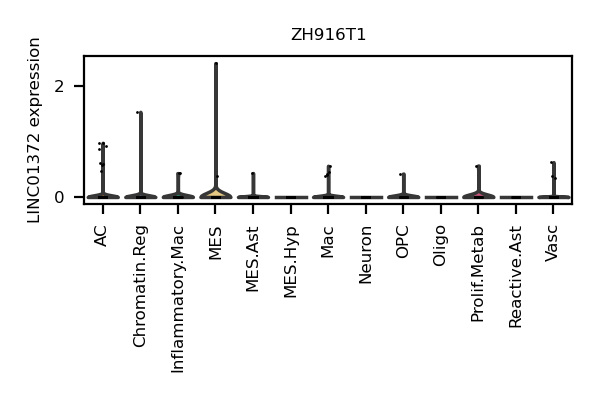 ZH916T1
LINC01372 expression
2
0
AC
Chromatin.Reg
Inflammatory.Mac
MES
MES.Ast
MES.Hyp
Mac
Neuron
OPC
Oligo
Prolif.Metab
Reactive.Ast
Vasc